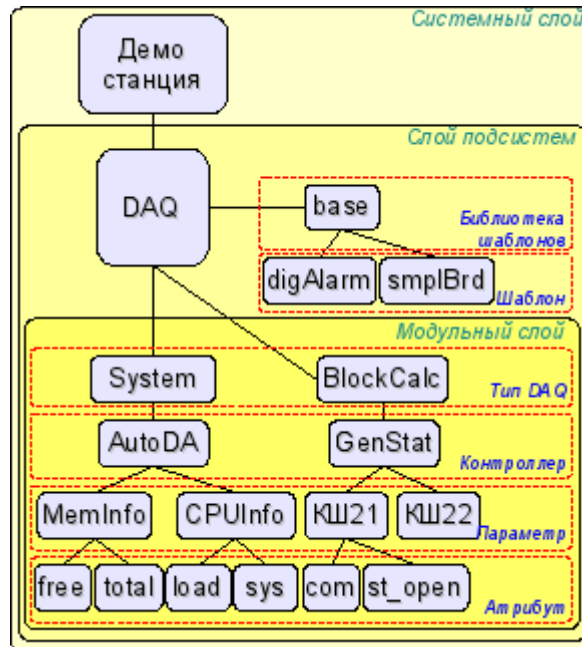 Системный слой
Демо
станция
Слой подсистем
DAQ
base
Библиотека
шаблонов
digAlarm
smplBrd
Шаблон
Модульный слой
System
BlockCalc
Тип DAQ
AutoDA
GenStat
Контроллер
MemInfo
CPUInfo
КШ21
КШ22
Параметр
free
total
load
sys
com
st_open
Атрибут